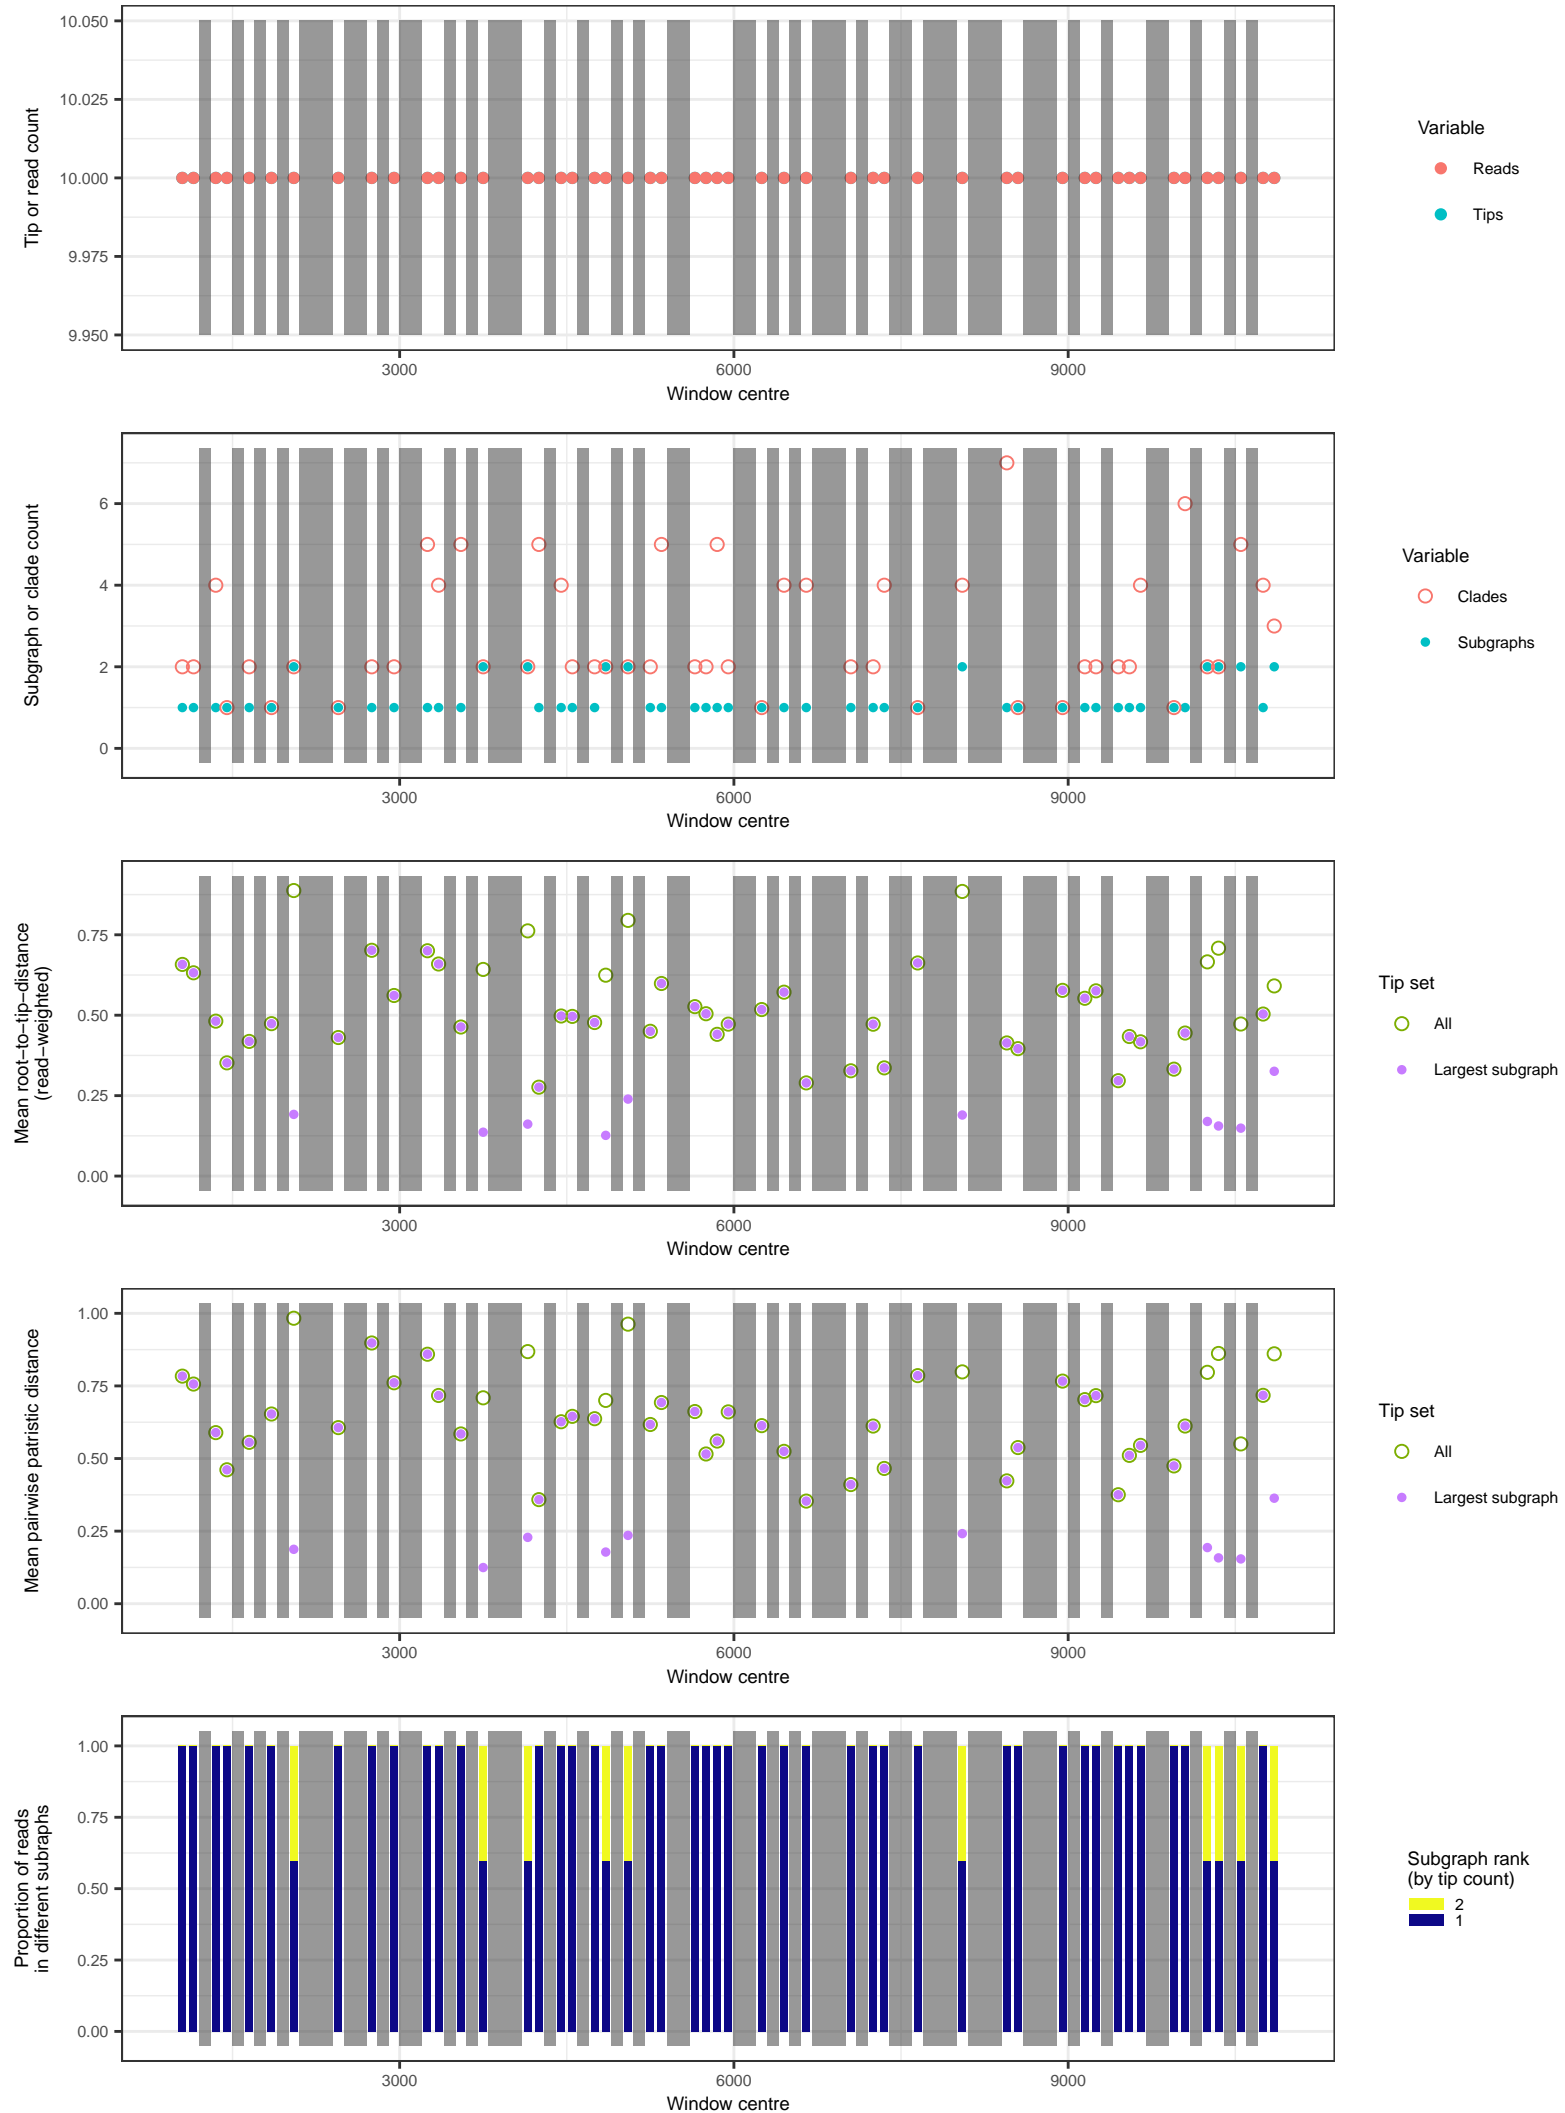 10.050
10.025
10.000
9.975
9.950
Tip or read count
3000
6000
9000
Window centre
Variable
Reads
Tips
6
4
2
0
Subgraph or clade count
3000
6000
9000
Window centre
Variable
Clades
Subgraphs
0.75
0.50
0.25
0.00
Mean root−to−tip−distance
(read−weighted)
3000
6000
9000
Window centre
Tip set
All
Largest subgraph
1.00
0.75
0.50
0.25
0.00
Mean pairwise patristic distance
3000
6000
9000
Window centre
Tip set
All
Largest subgraph
1.00
0.75
0.50
0.25
0.00
Proportion of reads
in different subraphs
3000
6000
9000
Window centre
Subgraph rank
(by tip count)
2
1